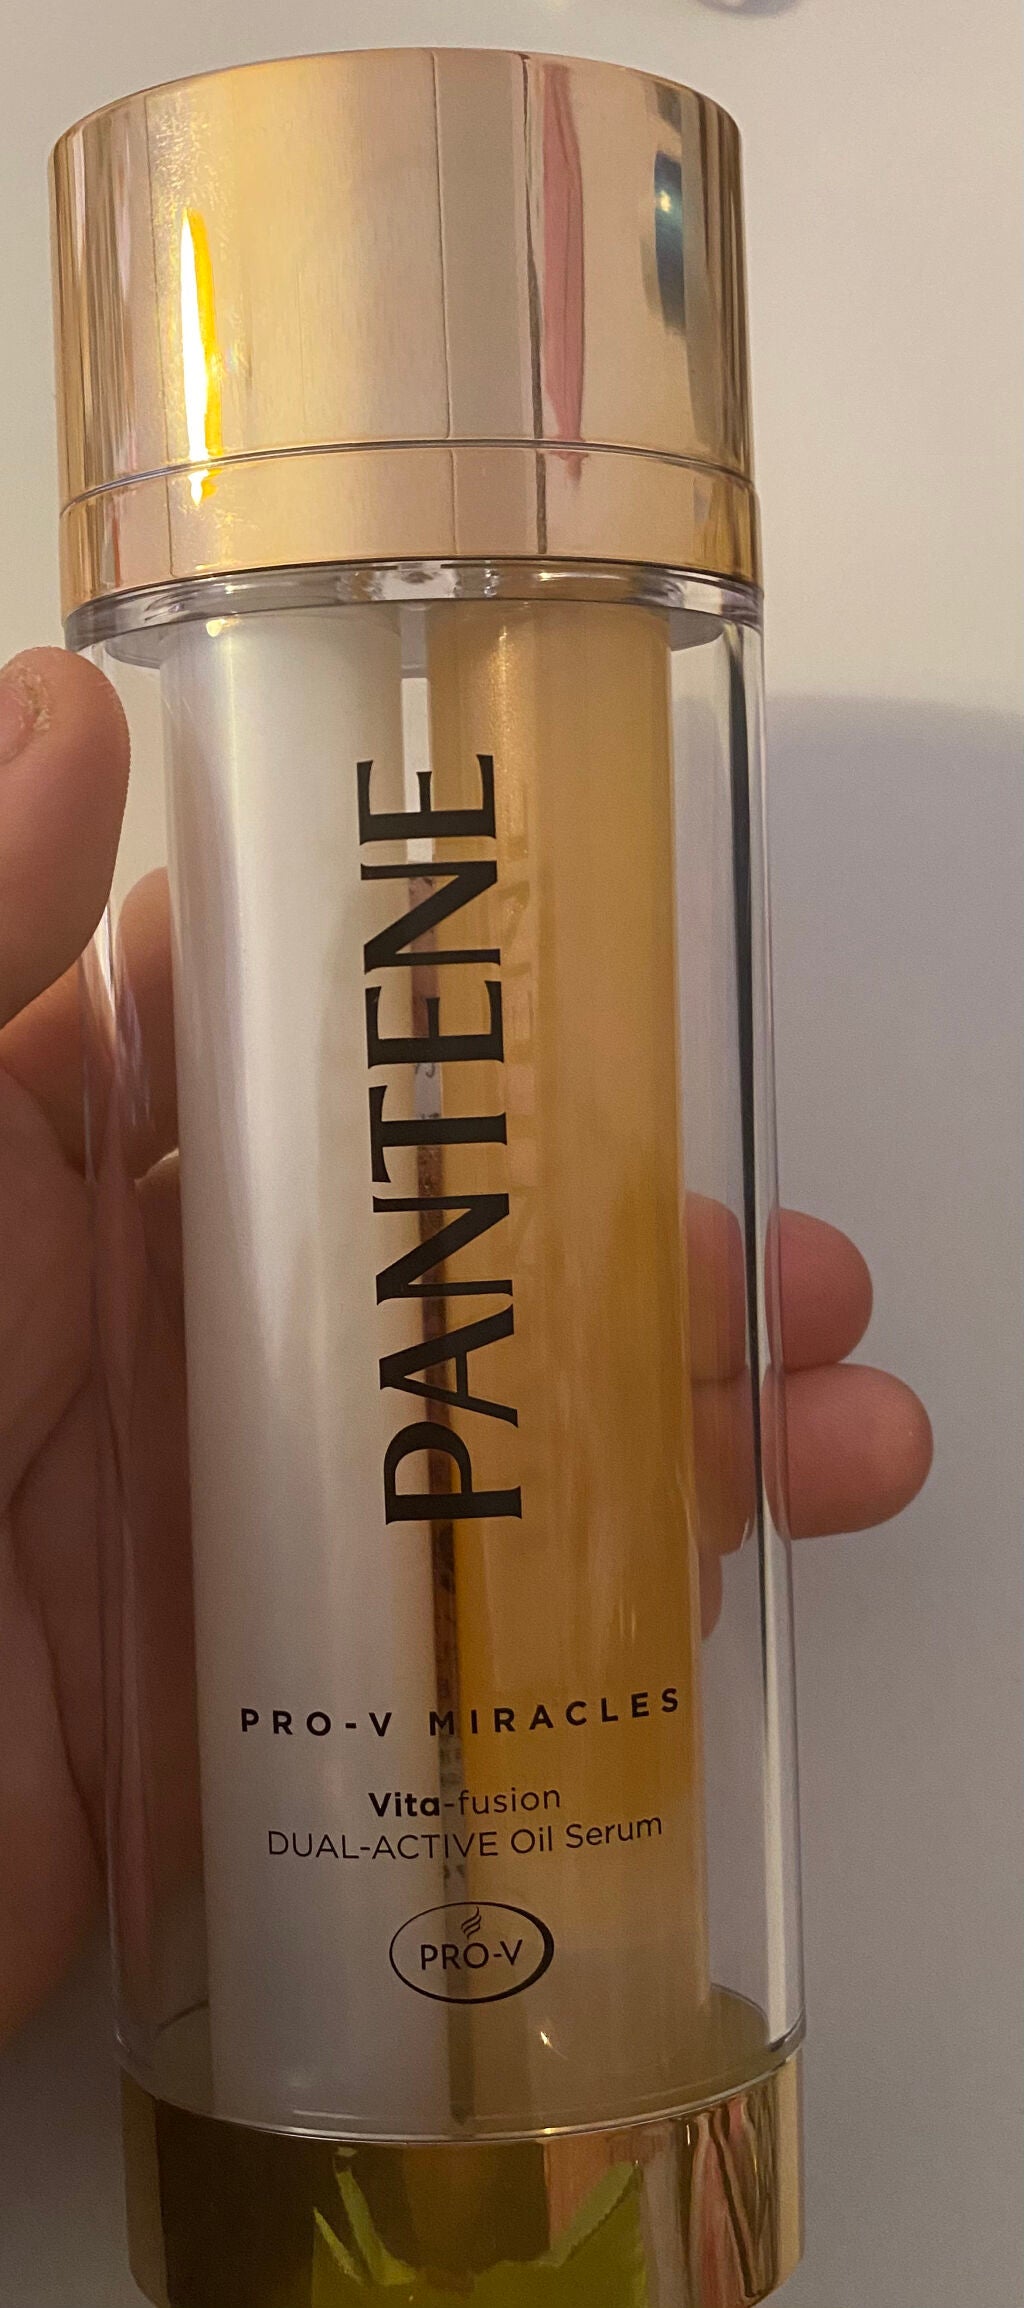 PANTENE
PRO-V MIRACLES
Vita-fusion
DUAL-ACTIVE Oil Serum
PRO-V